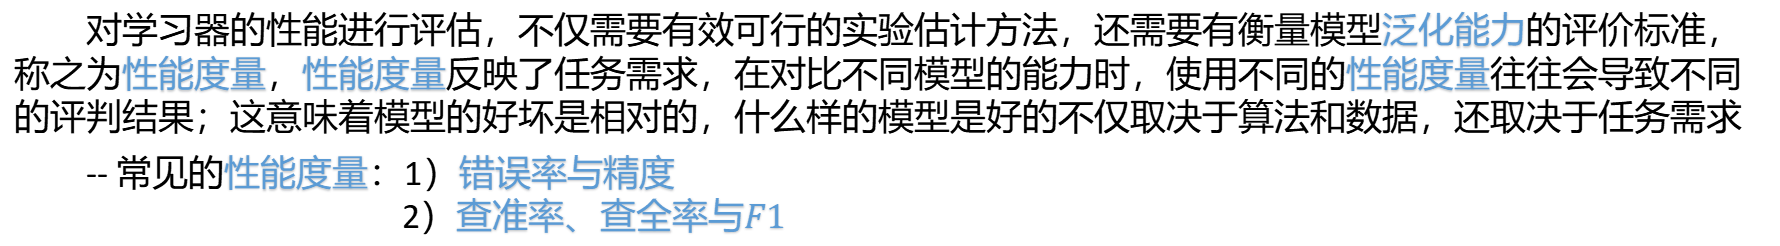 对学习器的性能进行评估，不仅需要有效可行的实验估计方法，还需要有衡量模型泛化能力的评价标准，
称之为性能度量，性能度量反映了任务需求，在对比不同模型的能力时，使用不同的性能度量往往会导致不同
的评判结果；这意味着模型的好坏是相对的，什么样的模型是好的不仅取决于算法和数据，还取决于任务需求
-- 常见的性能度量：1）错误率与精度
2）查准率、查全率与F1